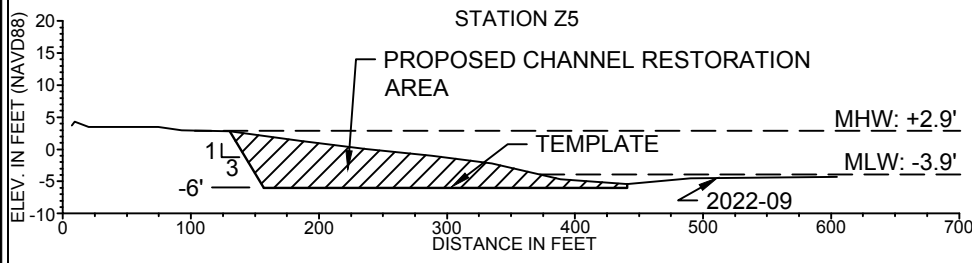 STATION Z5
ELEV. IN FEET (NAVD88)
20
15
10
5
0
-5
-10
PROPOSED CHANNEL RESTORATION
AREA
MHW: +2.9'
1
3
TEMPLATE
MLW: -3.9'
-6'
2022-09
0
100
200
300
400
500
600
700
DISTANCE IN FEET